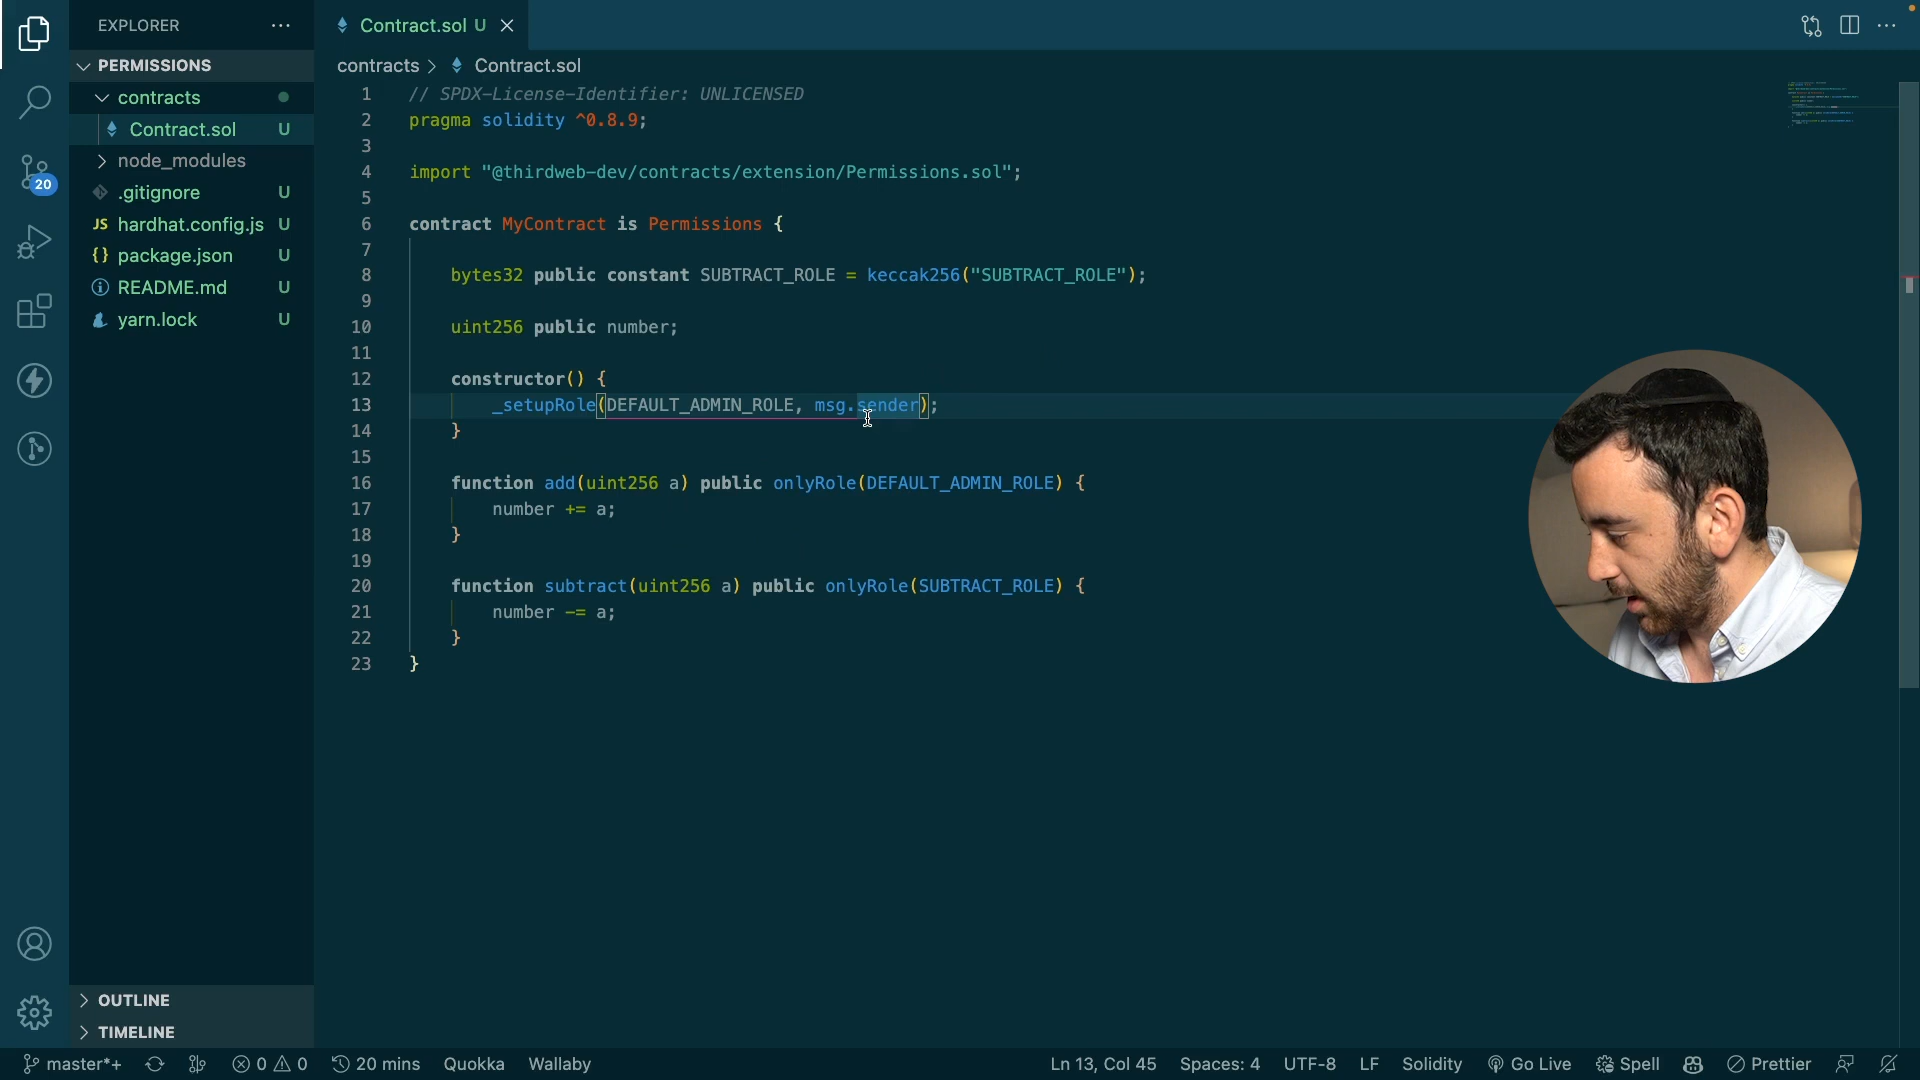 EXPLORER
PERMISSIONS
contracts
Contract.sol U
node_modules
.gitignore U
JS hardhat.config.js U
{} package.json U
README.md U
yarn.lock U
20
OUTLINE
TIMELINE
Contract.sol U
contracts > Contract.sol
1 // SPDX-License-Identifier: UNLICENSED
2 pragma solidity ^0.8.9;
3
4 import "@thirdweb-dev/contracts/extension/Permissions.sol";
5
6 contract MyContract is Permissions {
7
8 bytes32 public constant SUBTRACT_ROLE = keccak256("SUBTRACT_ROLE");
9
10 uint256 public number;
11
12 constructor() {
13 _setupRole(DEFAULT_ADMIN_ROLE, msg.sender);
14 }
15
16 function add(uint256 a) public onlyRole(DEFAULT_ADMIN_ROLE) {
17 number += a;
18 }
19
20 function subtract(uint256 a) public onlyRole(SUBTRACT_ROLE) {
21 number -= a;
22 }
23 }
master*+ 0 0 20 mins Quokka Wallaby Ln 13, Col 45 Spaces: 4 UTF-8 LF Solidity Go Live Spell Prettier